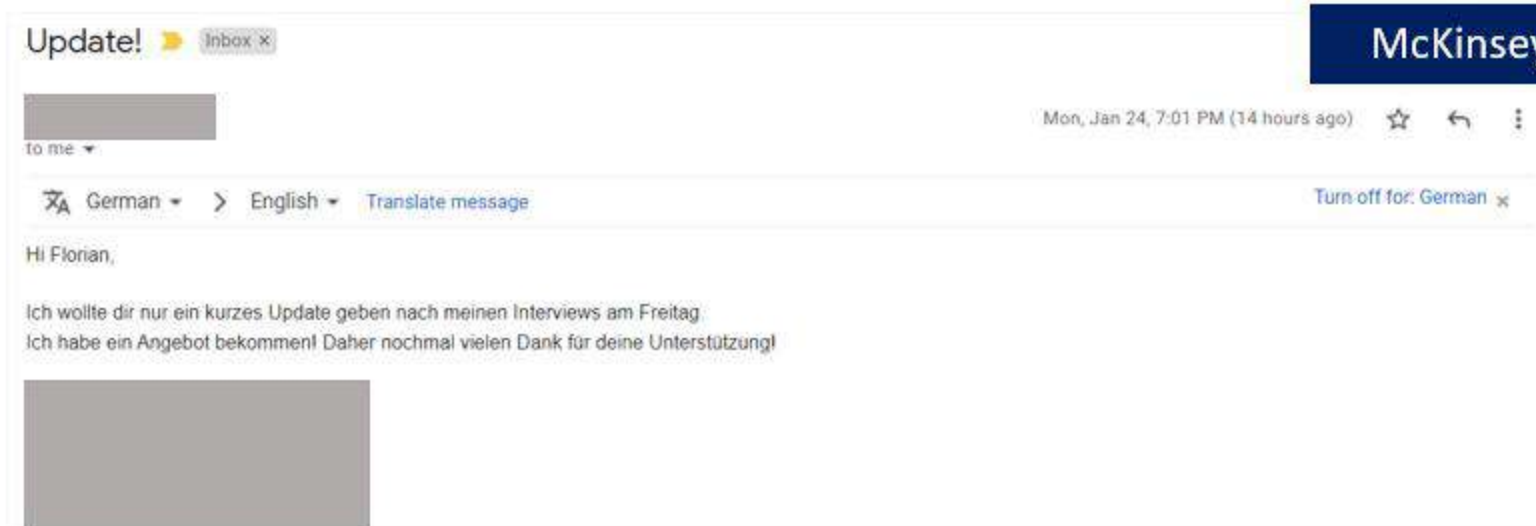 Update! Inbox ×
McKinsey
Mon, Jan 24, 7:01 PM (14 hours ago)
to me
German > English Translate message Turn off for: German ×
Hi Florian,
Ich wollte dir nur ein kurzes Update geben nach meinen Interviews am Freitag.
Ich habe ein Angebot bekommen! Daher nochmal vielen Dank für deine Unterstützung!